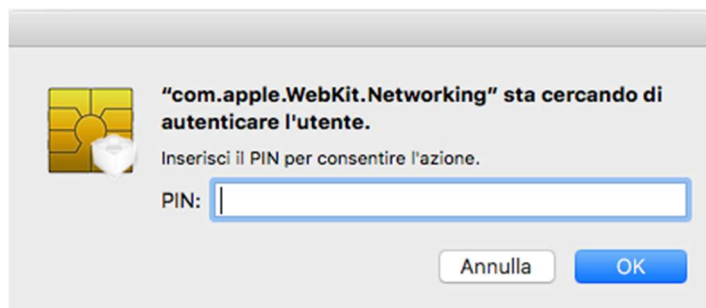 “com.apple.WebKit.Networking” sta cercando di
autenticare l'utente.
Inserisci il PIN per consentire l'azione.
PIN:
Annulla
OK